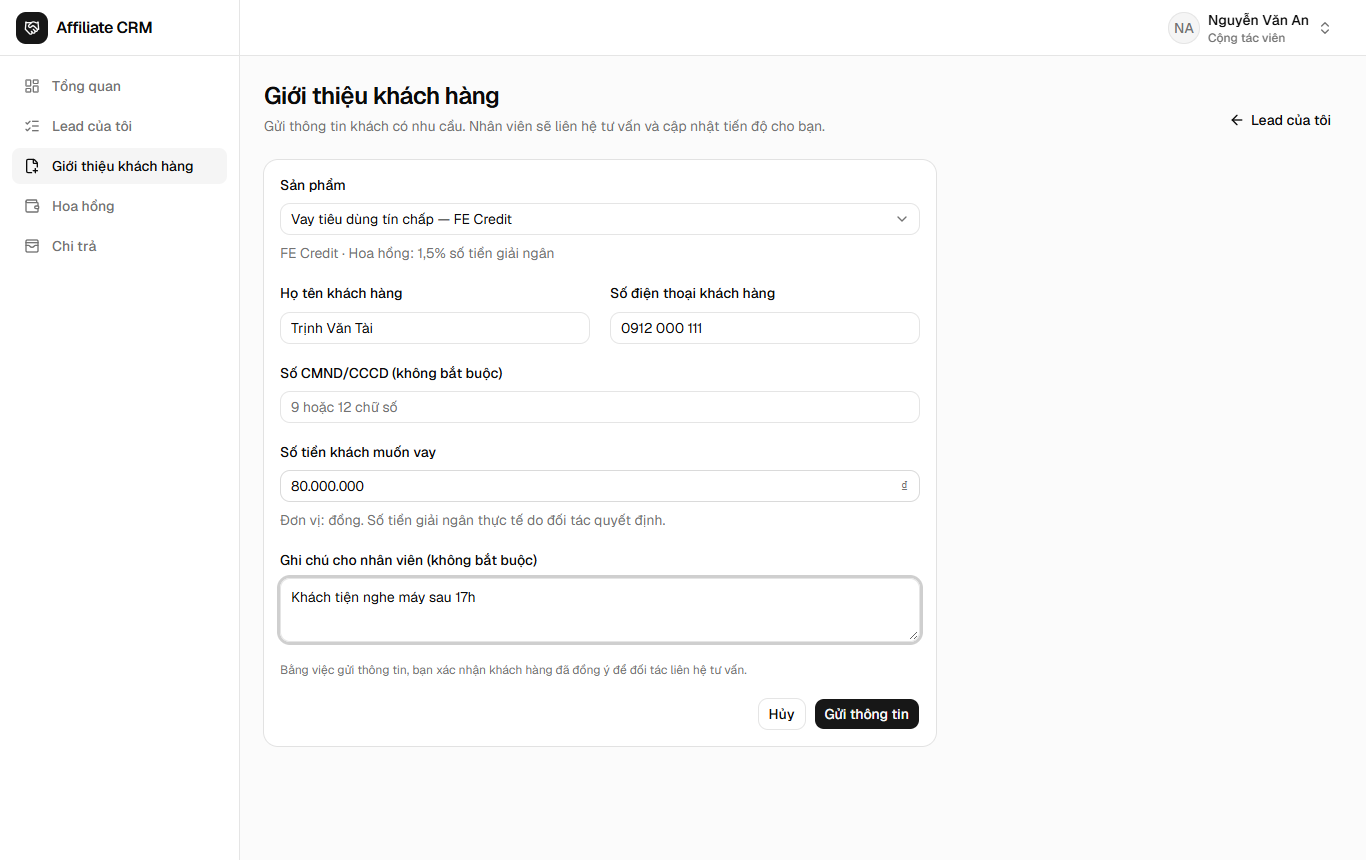 Affiliate CRM
NA
Nguyễn Văn An
Cộng tác viên
Tổng quan
Lead của tôi
Giới thiệu khách hàng
Hoa hồng
Chi trả
Giới thiệu khách hàng
Gửi thông tin khách có nhu cầu. Nhân viên sẽ liên hệ tư vấn và cập nhật tiến độ cho bạn.
Lead của tôi
Sản phẩm
Vay tiêu dùng tín chấp — FE Credit
FE Credit · Hoa hồng: 1,5% số tiền giải ngân
Họ tên khách hàng
Số điện thoại khách hàng
Trịnh Văn Tài
0912 000 111
Số CMND/CCCD (không bắt buộc)
9 hoặc 12 chữ số
Số tiền khách muốn vay
80.000.000 ₫
Đơn vị: đồng. Số tiền giải ngân thực tế do đối tác quyết định.
Ghi chú cho nhân viên (không bắt buộc)
Khách tiện nghe máy sau 17h
Bằng việc gửi thông tin, bạn xác nhận khách hàng đã đồng ý để đối tác liên hệ tư vấn.
Hủy
Gửi thông tin